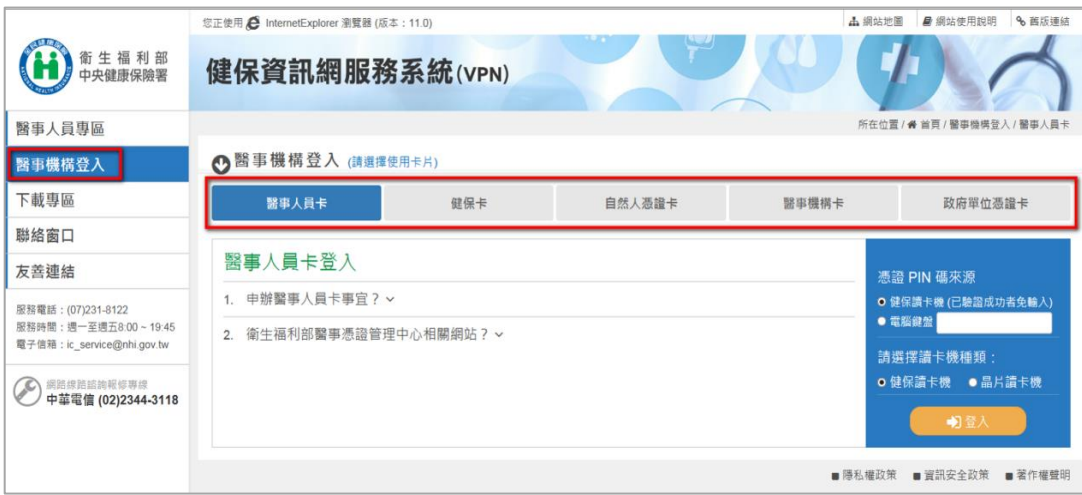 您正使用 InternetExplorer 瀏覽器 (版本：11.0)
網站地圖 網站使用說明 舊版連結
衛生福利部
中央健康保險署
健保資訊網服務系統(VPN)
所在位置 / 首頁 / 醫事機構登入 / 醫事人員卡
醫事人員專區
醫事機構登入
下載專區
聯絡窗口
友善連結
服務電話：(07)231-8122
服務時間：週一至週五8:00 ~ 19:45
電子信箱：ic_service@nhi.gov.tw
網路線路諮詢報修專線
中華電信 (02)2344-3118
醫事機構登入 (請選擇使用卡片)
醫事人員卡 健保卡 自然人憑證卡 醫事機構卡 政府單位憑證卡
醫事人員卡登入
1. 申辦醫事人員卡事宜？
2. 衛生福利部醫事憑證管理中心相關網站？
憑證 PIN 碼來源
健保讀卡機 (已驗證成功者免輸入)
電腦鍵盤
請選擇讀卡機種類：
健保讀卡機 晶片讀卡機
登入
隱私權政策 資訊安全政策 著作權聲明